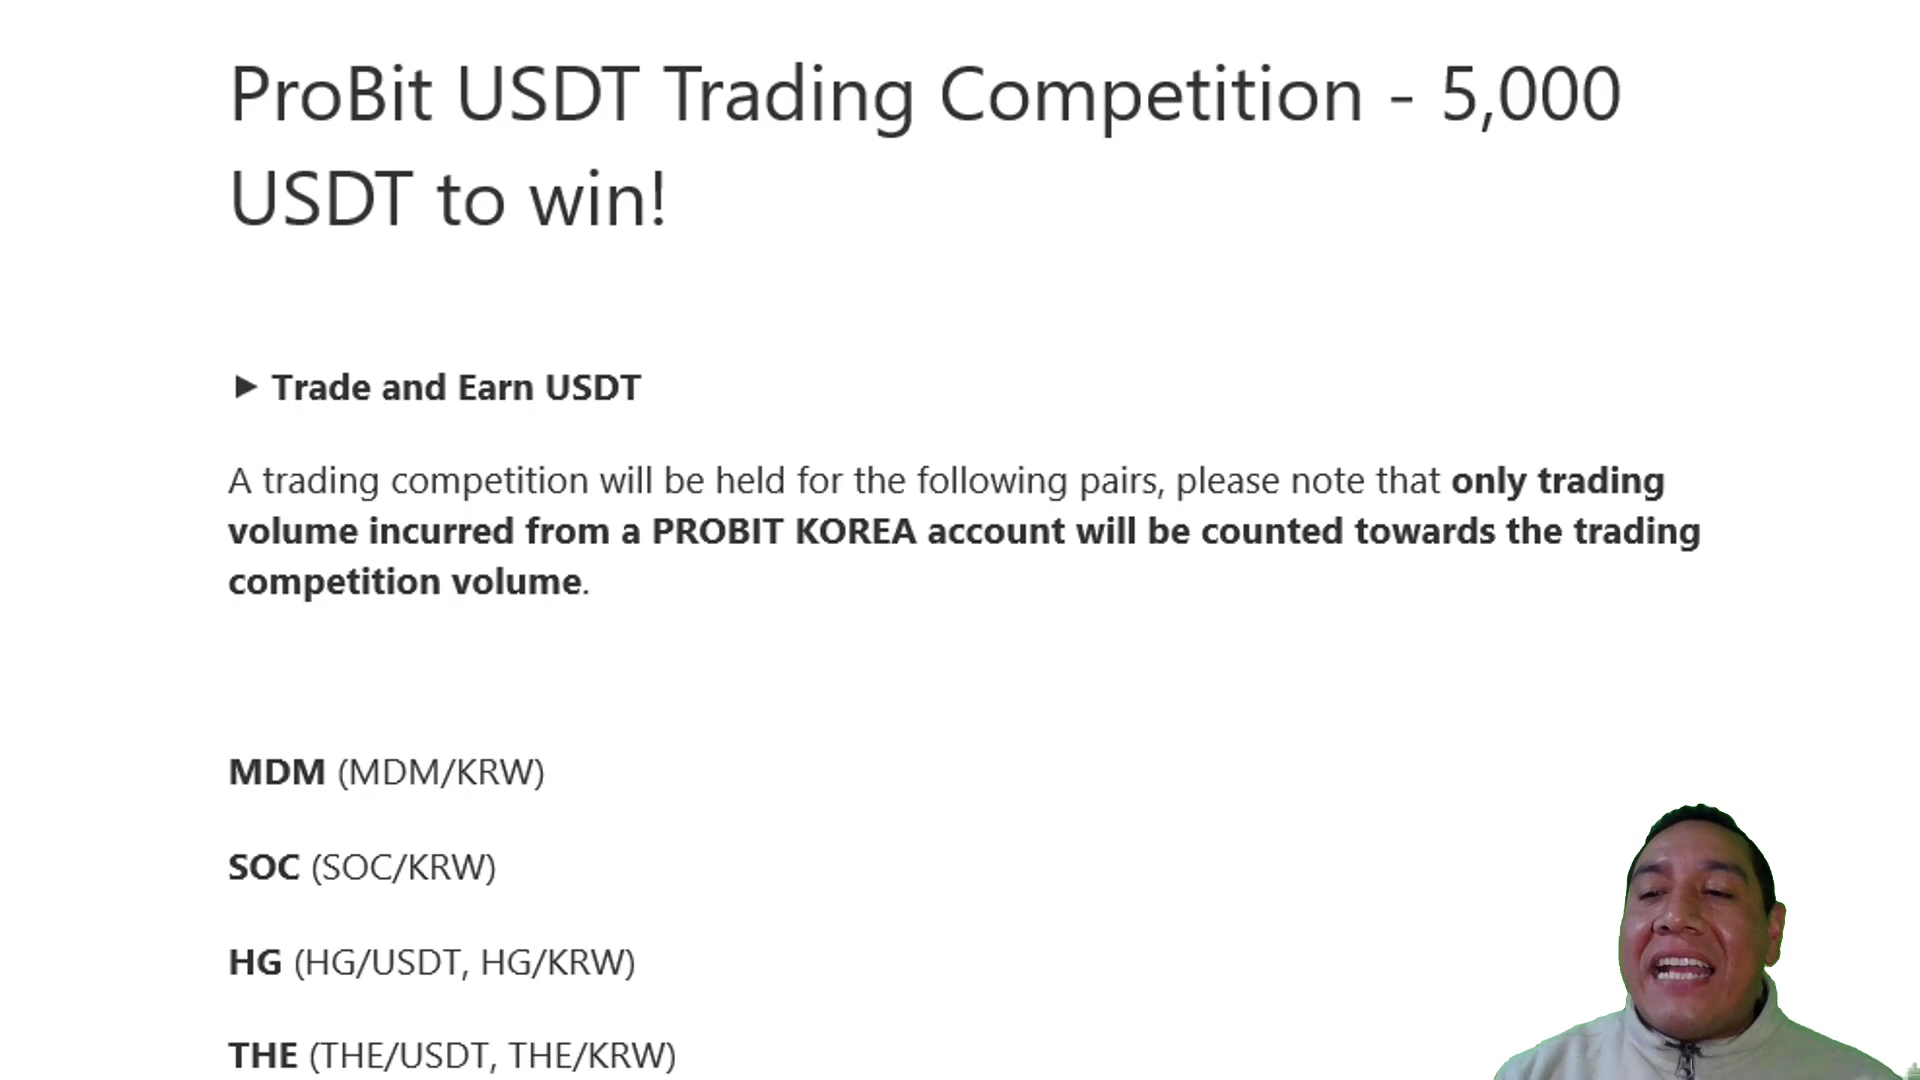 ProBit USDT Trading Competition - 5,000
USDT to win!
► Trade and Earn USDT
A trading competition will be held for the following pairs, please note that only trading
volume incurred from a PROBIT KOREA account will be counted towards the trading
competition volume.
MDM (MDM/KRW)
SOC (SOC/KRW)
HG (HG/USDT, HG/KRW)
THE (THE/USDT, THE/KRW)